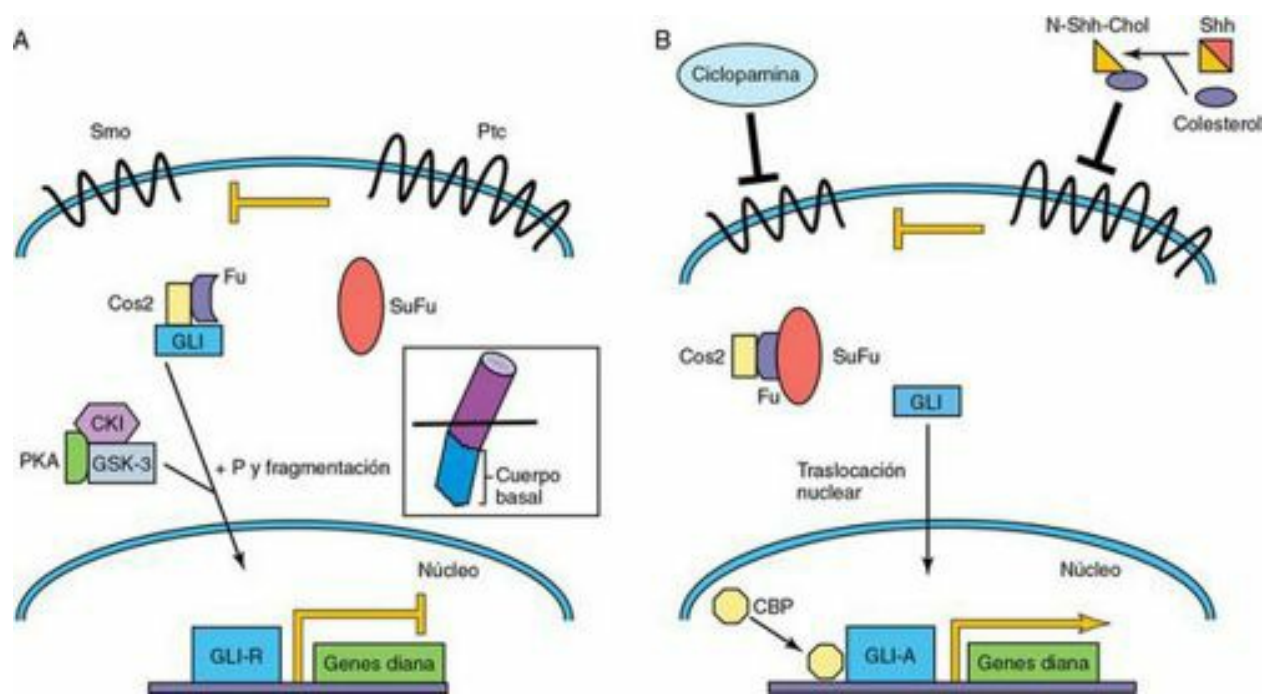 A
Smo
Ptc
Cos2
Fu
GLI
SuFu
CKI
PKA
GSK-3
+ P y fragmentación
Cuerpo
basal
Núcleo
GLI-R
Genes diana
B
Ciclopamina
N-Shh-Chol
Shh
Colesterol
Cos2
Fu
SuFu
GLI
Traslocación
nuclear
Núcleo
CBP
GLI-A
Genes diana